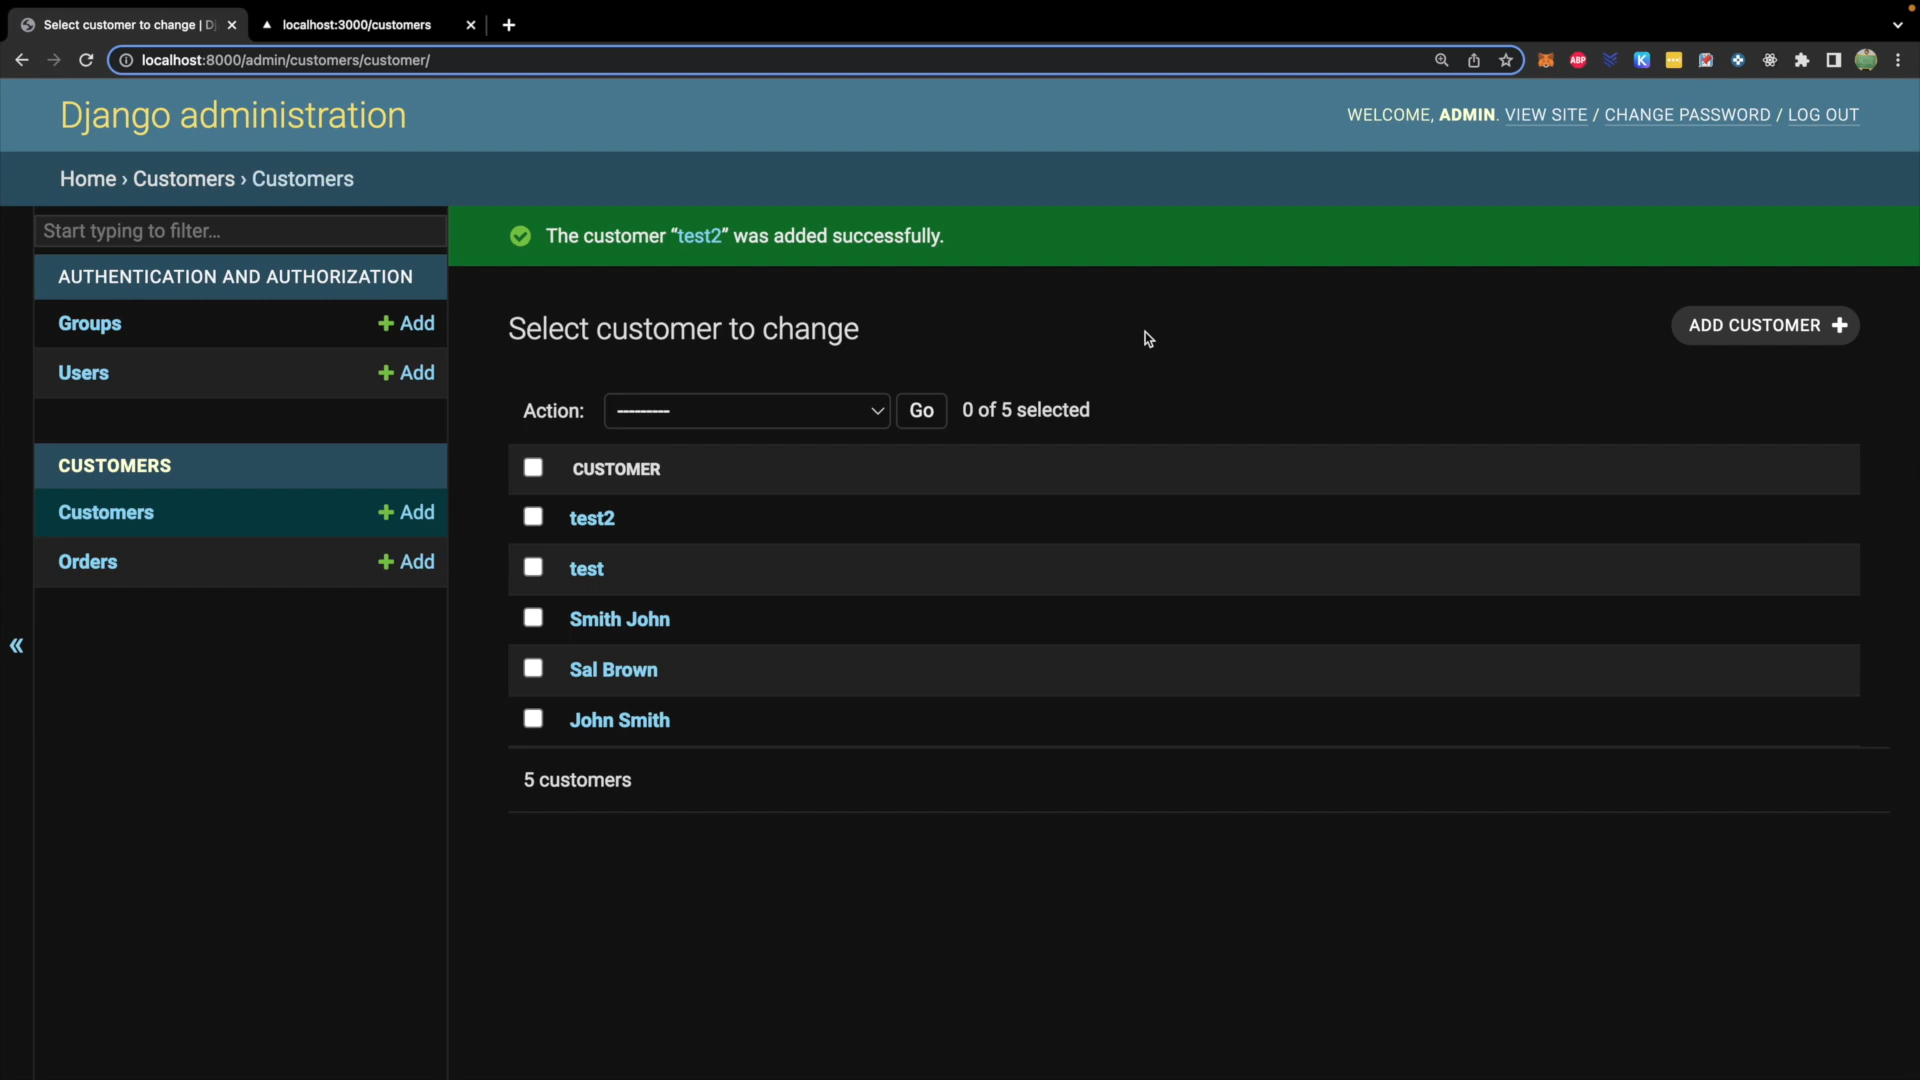 Select customer to change | Dj
localhost:3000/customers
localhost:8000/admin/customers/customer/
ABP
K
Django administration
WELCOME, ADMIN. VIEW SITE / CHANGE PASSWORD / LOG OUT
Home › Customers › Customers
Start typing to filter...
The customer “test2” was added successfully.
AUTHENTICATION AND AUTHORIZATION
Groups + Add
Users + Add
CUSTOMERS
Customers + Add
Orders + Add
Select customer to change
ADD CUSTOMER +
Action: --------- Go 0 of 5 selected
CUSTOMER
test2
test
Smith John
Sal Brown
John Smith
5 customers